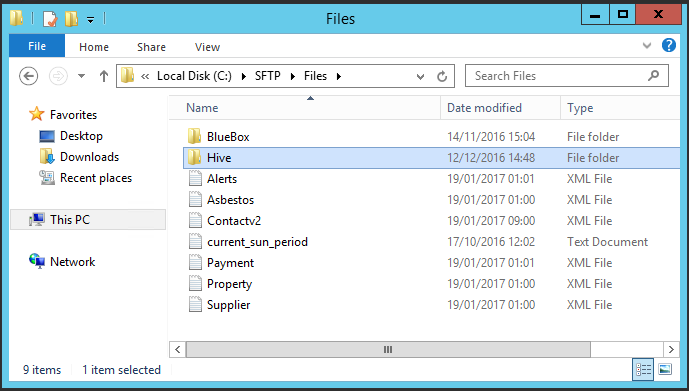 Files
File Home Share View
« Local Disk (C:) SFTP Files Search Files
Name Date modified Type
Favorites
Desktop
Downloads
Recent places
This PC
Network
BlueBox 14/11/2016 15:04 File folder
Hive 12/12/2016 14:48 File folder
Alerts 19/01/2017 01:01 XML File
Asbestos 19/01/2017 01:00 XML File
Contactv2 19/01/2017 09:00 XML File
current_sun_period 17/10/2016 12:02 Text Document
Payment 19/01/2017 01:01 XML File
Property 19/01/2017 01:00 XML File
Supplier 19/01/2017 01:00 XML File
9 items 1 item selected